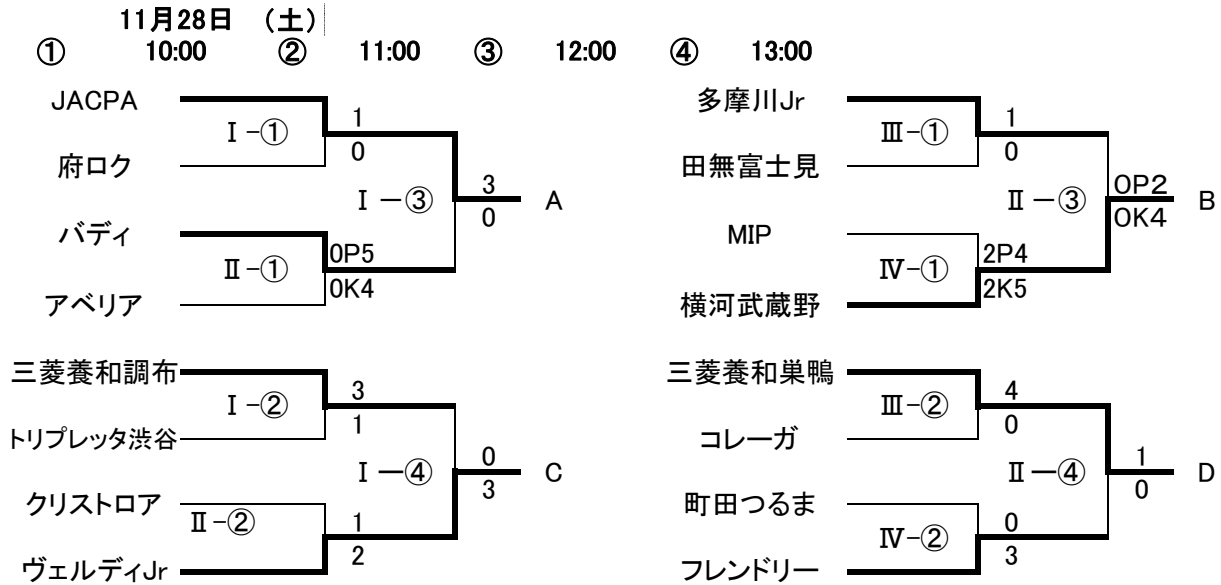 11月28日 （土）
① 10:00 ② 11:00 ③ 12:00 ④ 13:00
JACPA
Ⅰ-①
1
0
府ロク
Ⅰ―③
3
0
A
バディ
Ⅱ-①
0P5
0K4
アベリア
多摩川Jr
Ⅲ-①
1
0
田無富士見
Ⅱ―③
0P2
0K4
B
MIP
Ⅳ-①
2P4
2K5
横河武蔵野
三菱養和調布
Ⅰ-②
3
1
トリプレッタ渋谷
Ⅰ―④
0
3
C
クリストロア
Ⅱ-②
1
2
ヴェルディJr
三菱養和巣鴨
Ⅲ-②
4
0
コレーガ
Ⅱ―④
1
0
D
町田つるま
Ⅳ-②
0
3
フレンドリー